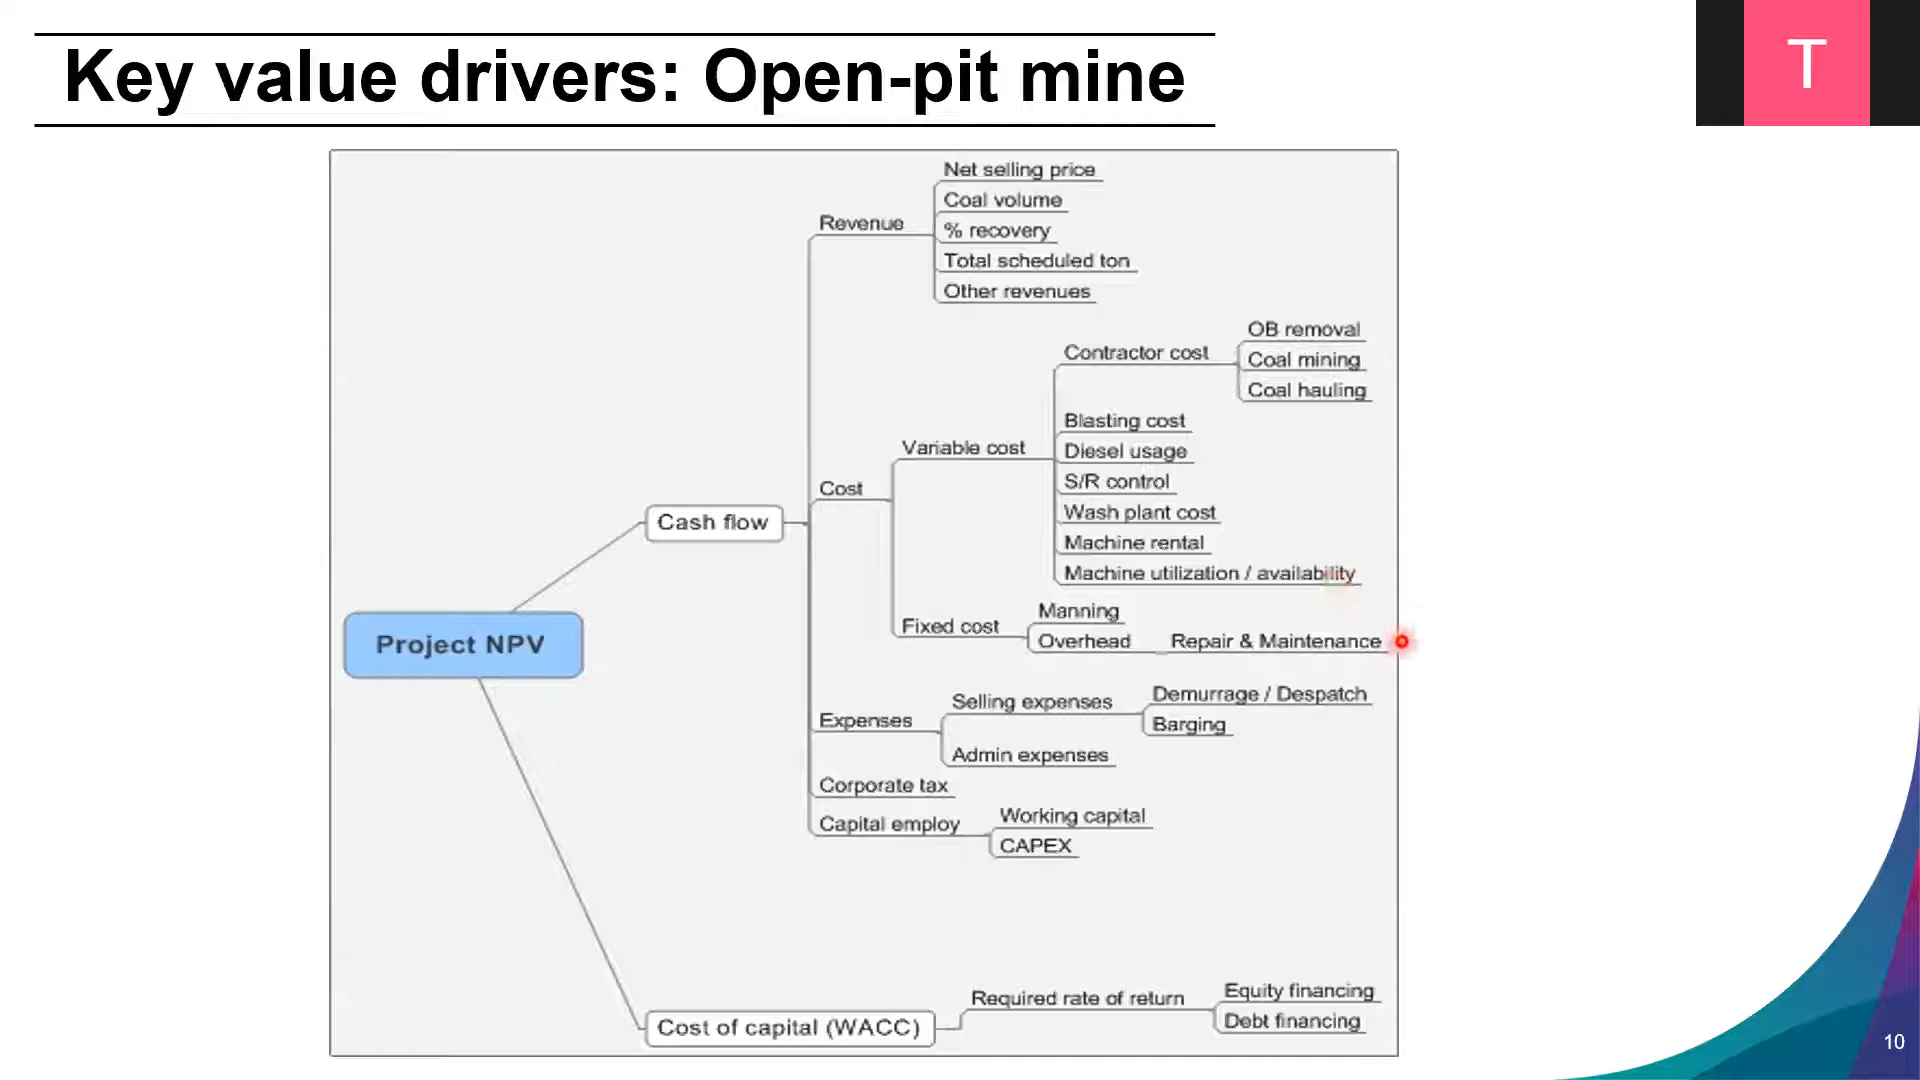 Key value drivers: Open-pit mine
T
Net selling price
Coal volume
Revenue
% recovery
Total scheduled ton
Other revenues
OB removal
Contractor cost
Coal mining
Coal hauling
Blasting cost
Variable cost
Diesel usage
S/R control
Cost
Wash plant cost
Cash flow
Machine rental
Machine utilization / availability
Manning
Fixed cost
Overhead
Repair & Maintenance
Project NPV
Demurrage / Despatch
Selling expenses
Expenses
Barging
Admin expenses
Corporate tax
Working capital
Capital employ
CAPEX
Equity financing
Required rate of return
Debt financing
Cost of capital (WACC)
10